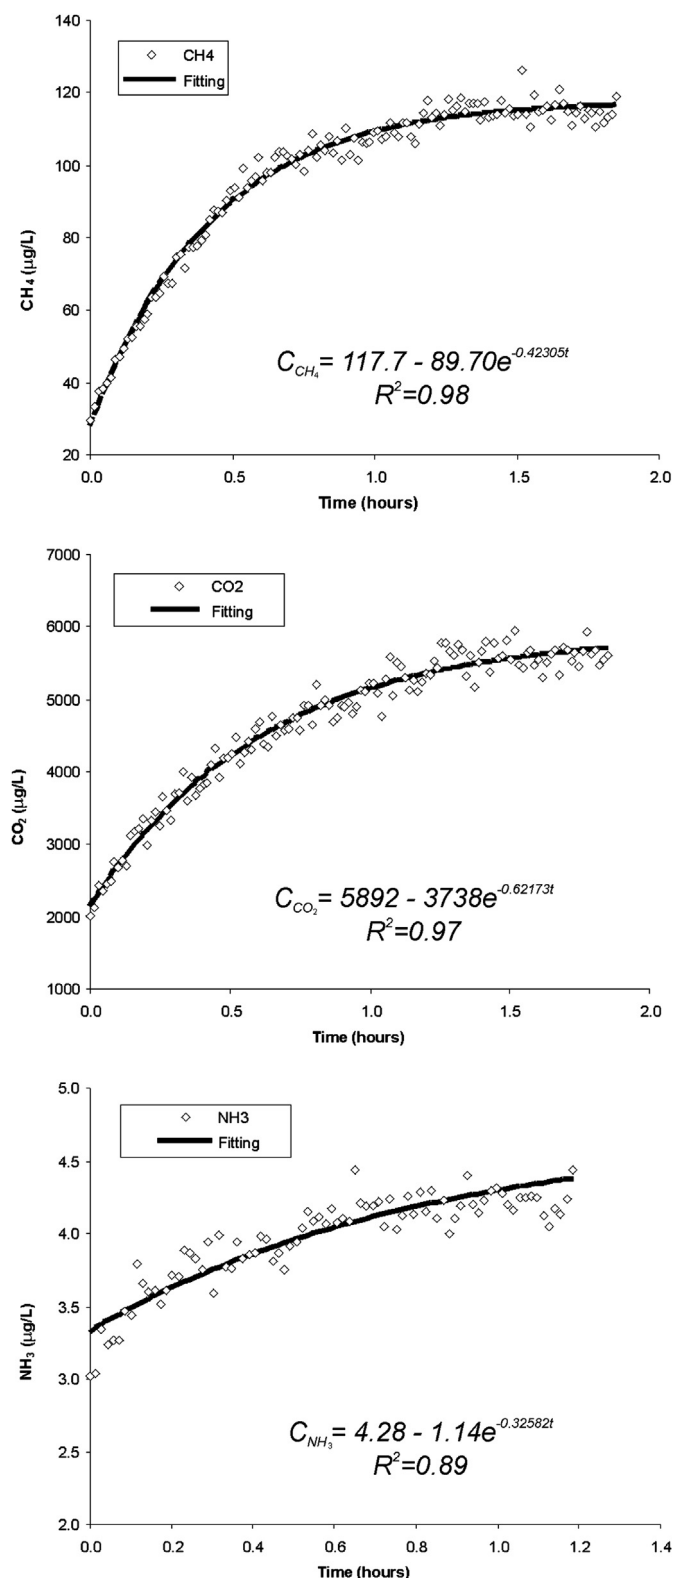 140
120
100
80
60
40
20
CH₄ (µg/L)
◇ CH4
Fitting
C_CH₄ = 117.7 - 89.70e^-0.42305t
R²=0.98
0.0 0.5 1.0 1.5 2.0
Time (hours)
7000
6000
5000
4000
3000
2000
1000
CO₂ (µg/L)
◇ CO2
Fitting
C_CO₂ = 5892 - 3738e^-0.62173t
R²=0.97
0.0 0.5 1.0 1.5 2.0
Time (hours)
5.0
4.5
4.0
3.5
3.0
2.5
2.0
NH₃ (µg/L)
◇ NH3
Fitting
C_NH₃ = 4.28 - 1.14e^-0.32582t
R²=0.89
0.0 0.2 0.4 0.6 0.8 1.0 1.2 1.4
Time (hours)